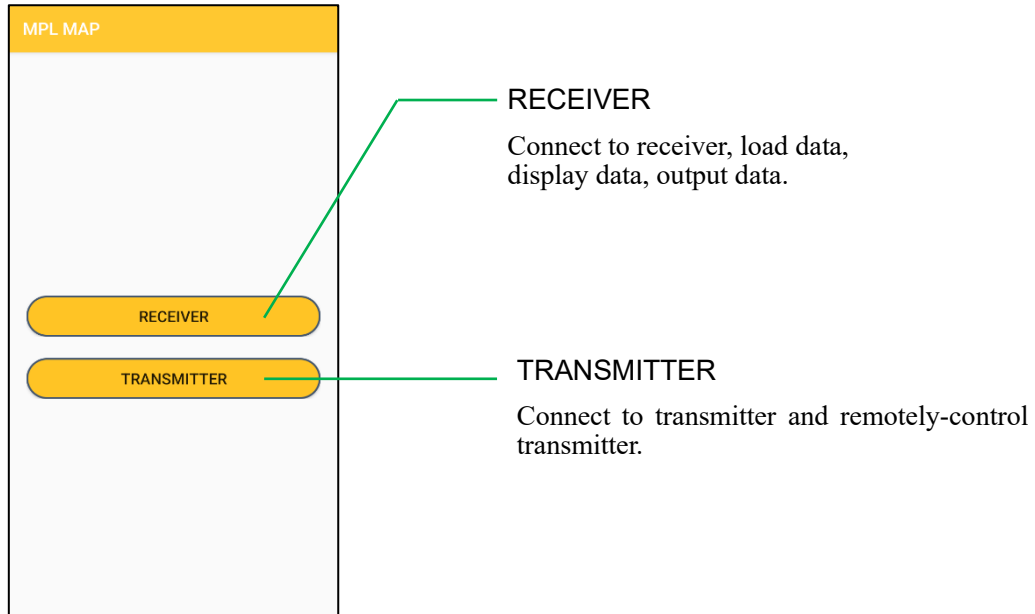 MPL MAP
RECEIVER
Connect to receiver, load data,
display data, output data.
RECEIVER
TRANSMITTER
TRANSMITTER
Connect to transmitter and remotely-control
transmitter.